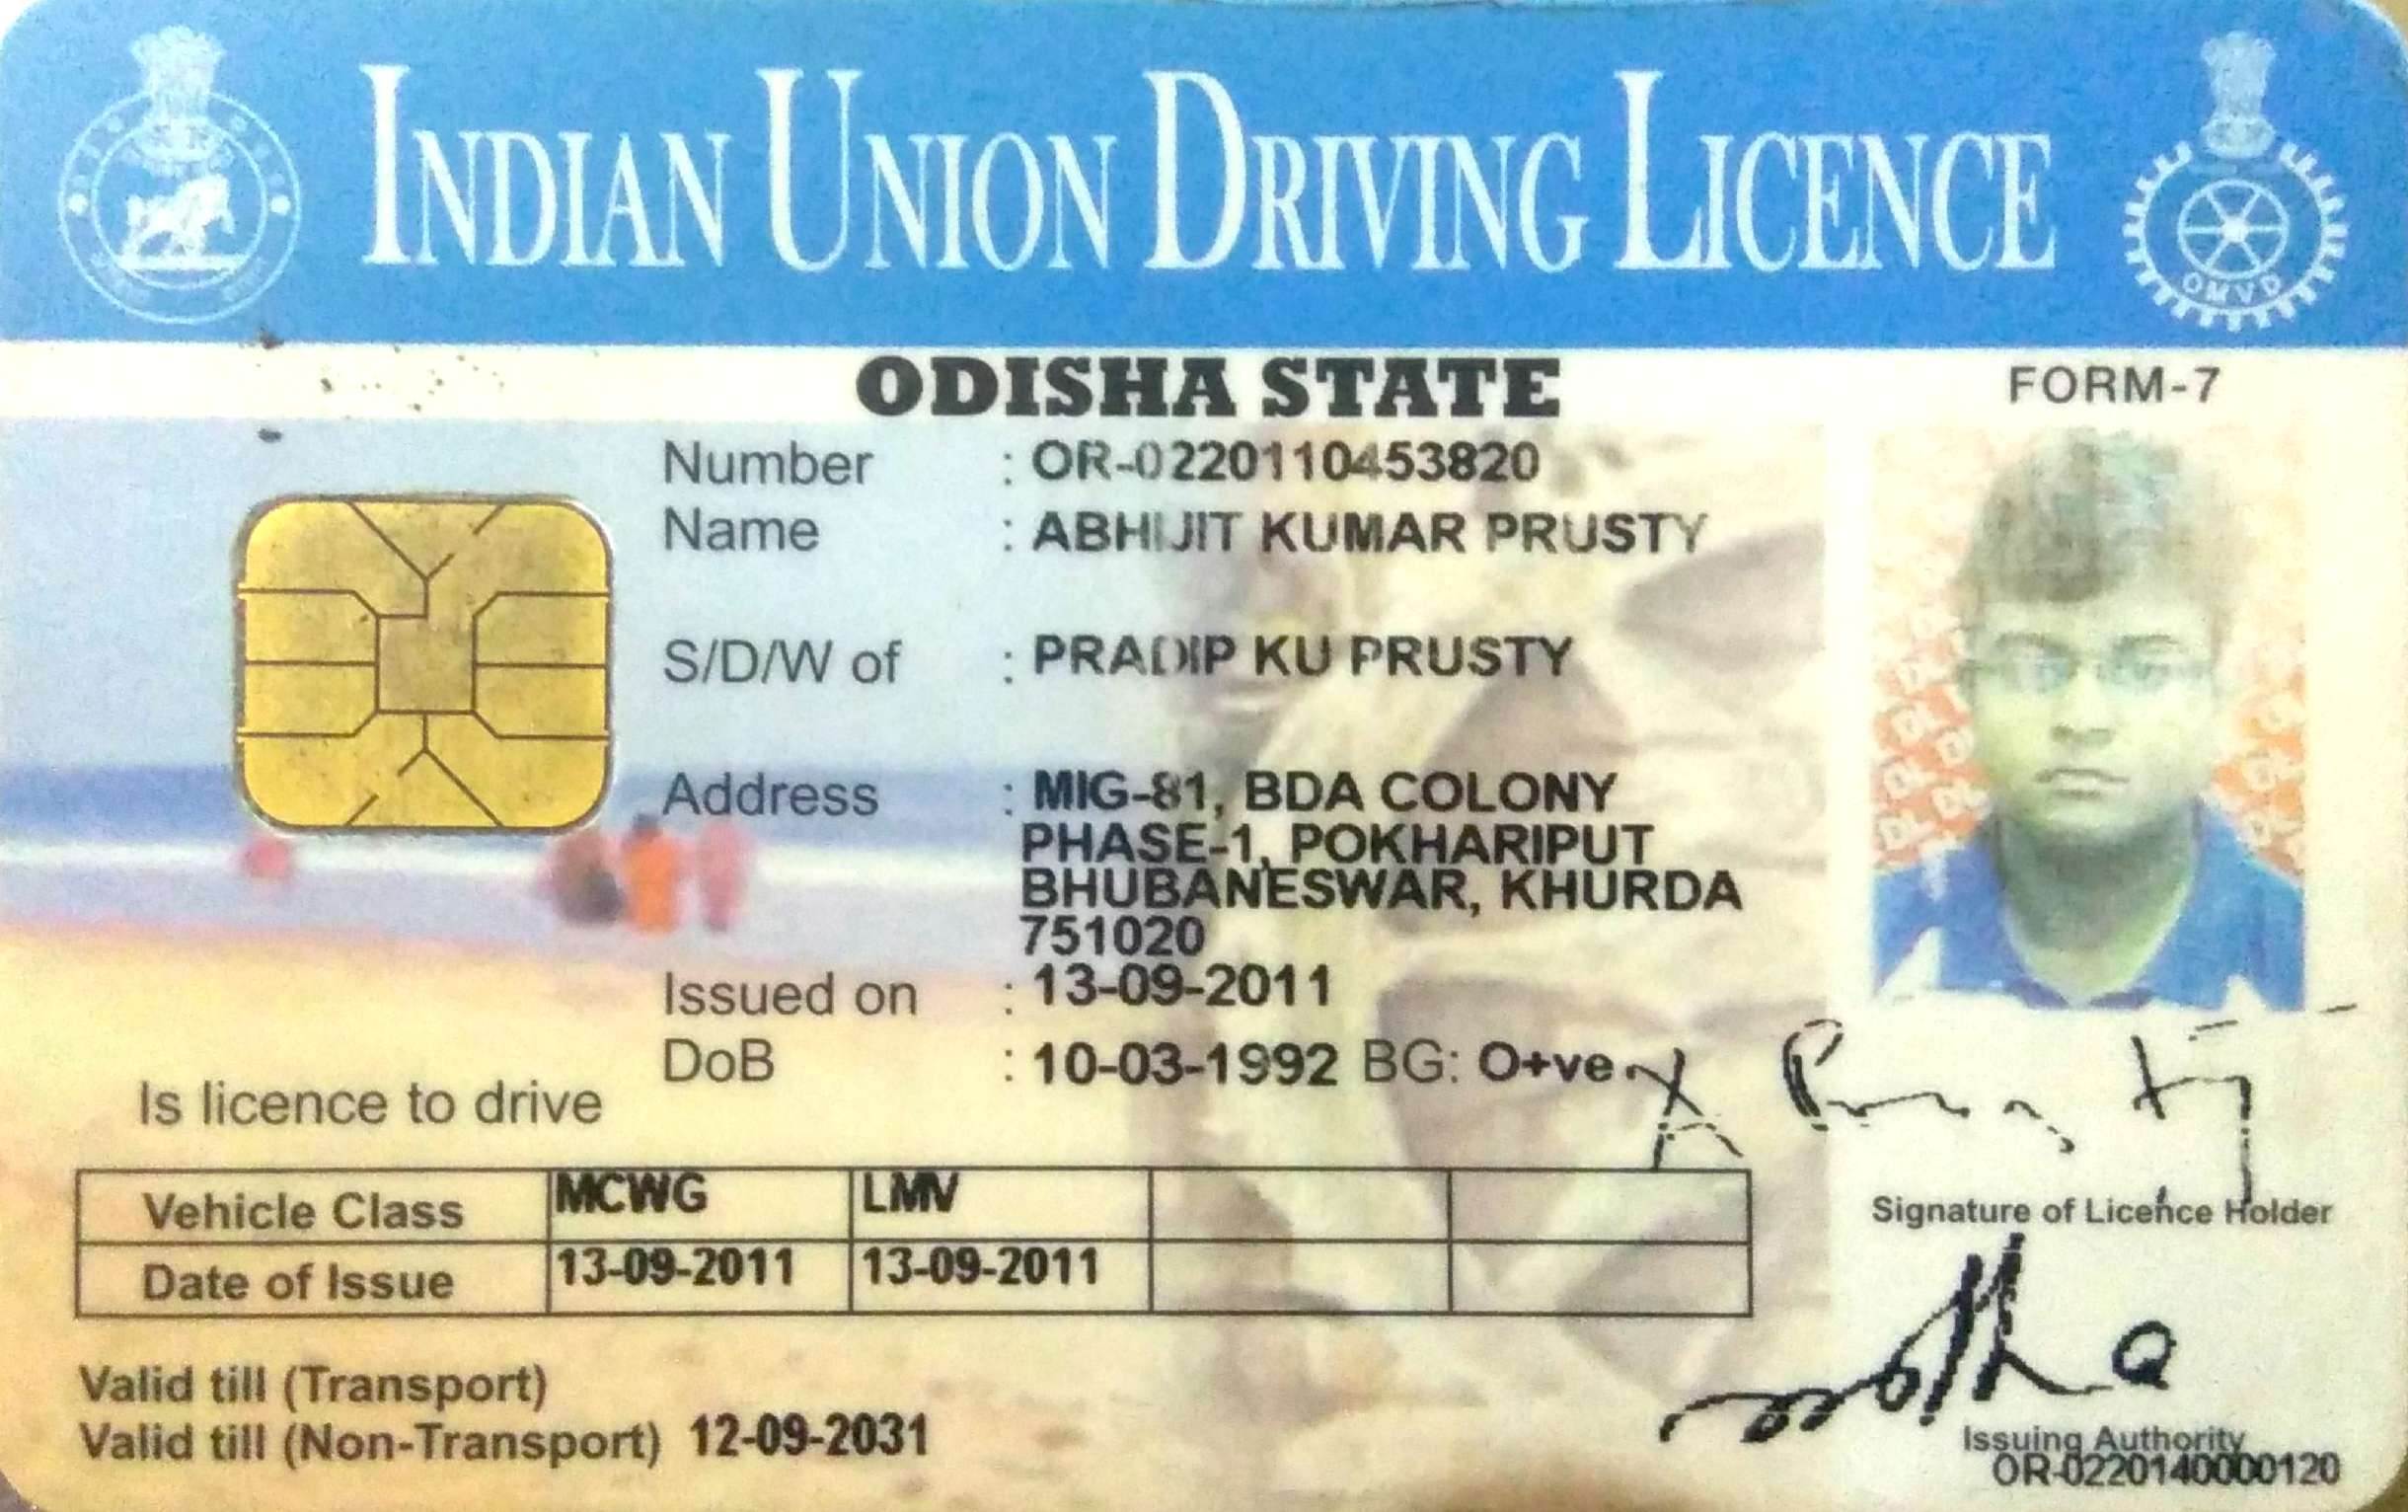 INDIAN UNION DRIVING LICENCE
OMVD
ODISHA STATE
FORM-7
Number : OR-0220110453820
Name : ABHIJIT KUMAR PRUSTY
S/D/W of : PRADIP KU PRUSTY
Address : MIG-81, BDA COLONY
PHASE-1, POKHARIPUT
BHUBANESWAR, KHURDA
751020
Issued on : 13-09-2011
DoB : 10-03-1992 BG: O+ve
Is licence to drive
A Prusty
Vehicle Class MCWG LMV
Signature of Licence Holder
Date of Issue 13-09-2011 13-09-2011
Valid till (Transport)
Valid till (Non-Transport) 12-09-2031
Issuing Authority
OR-0220140000120